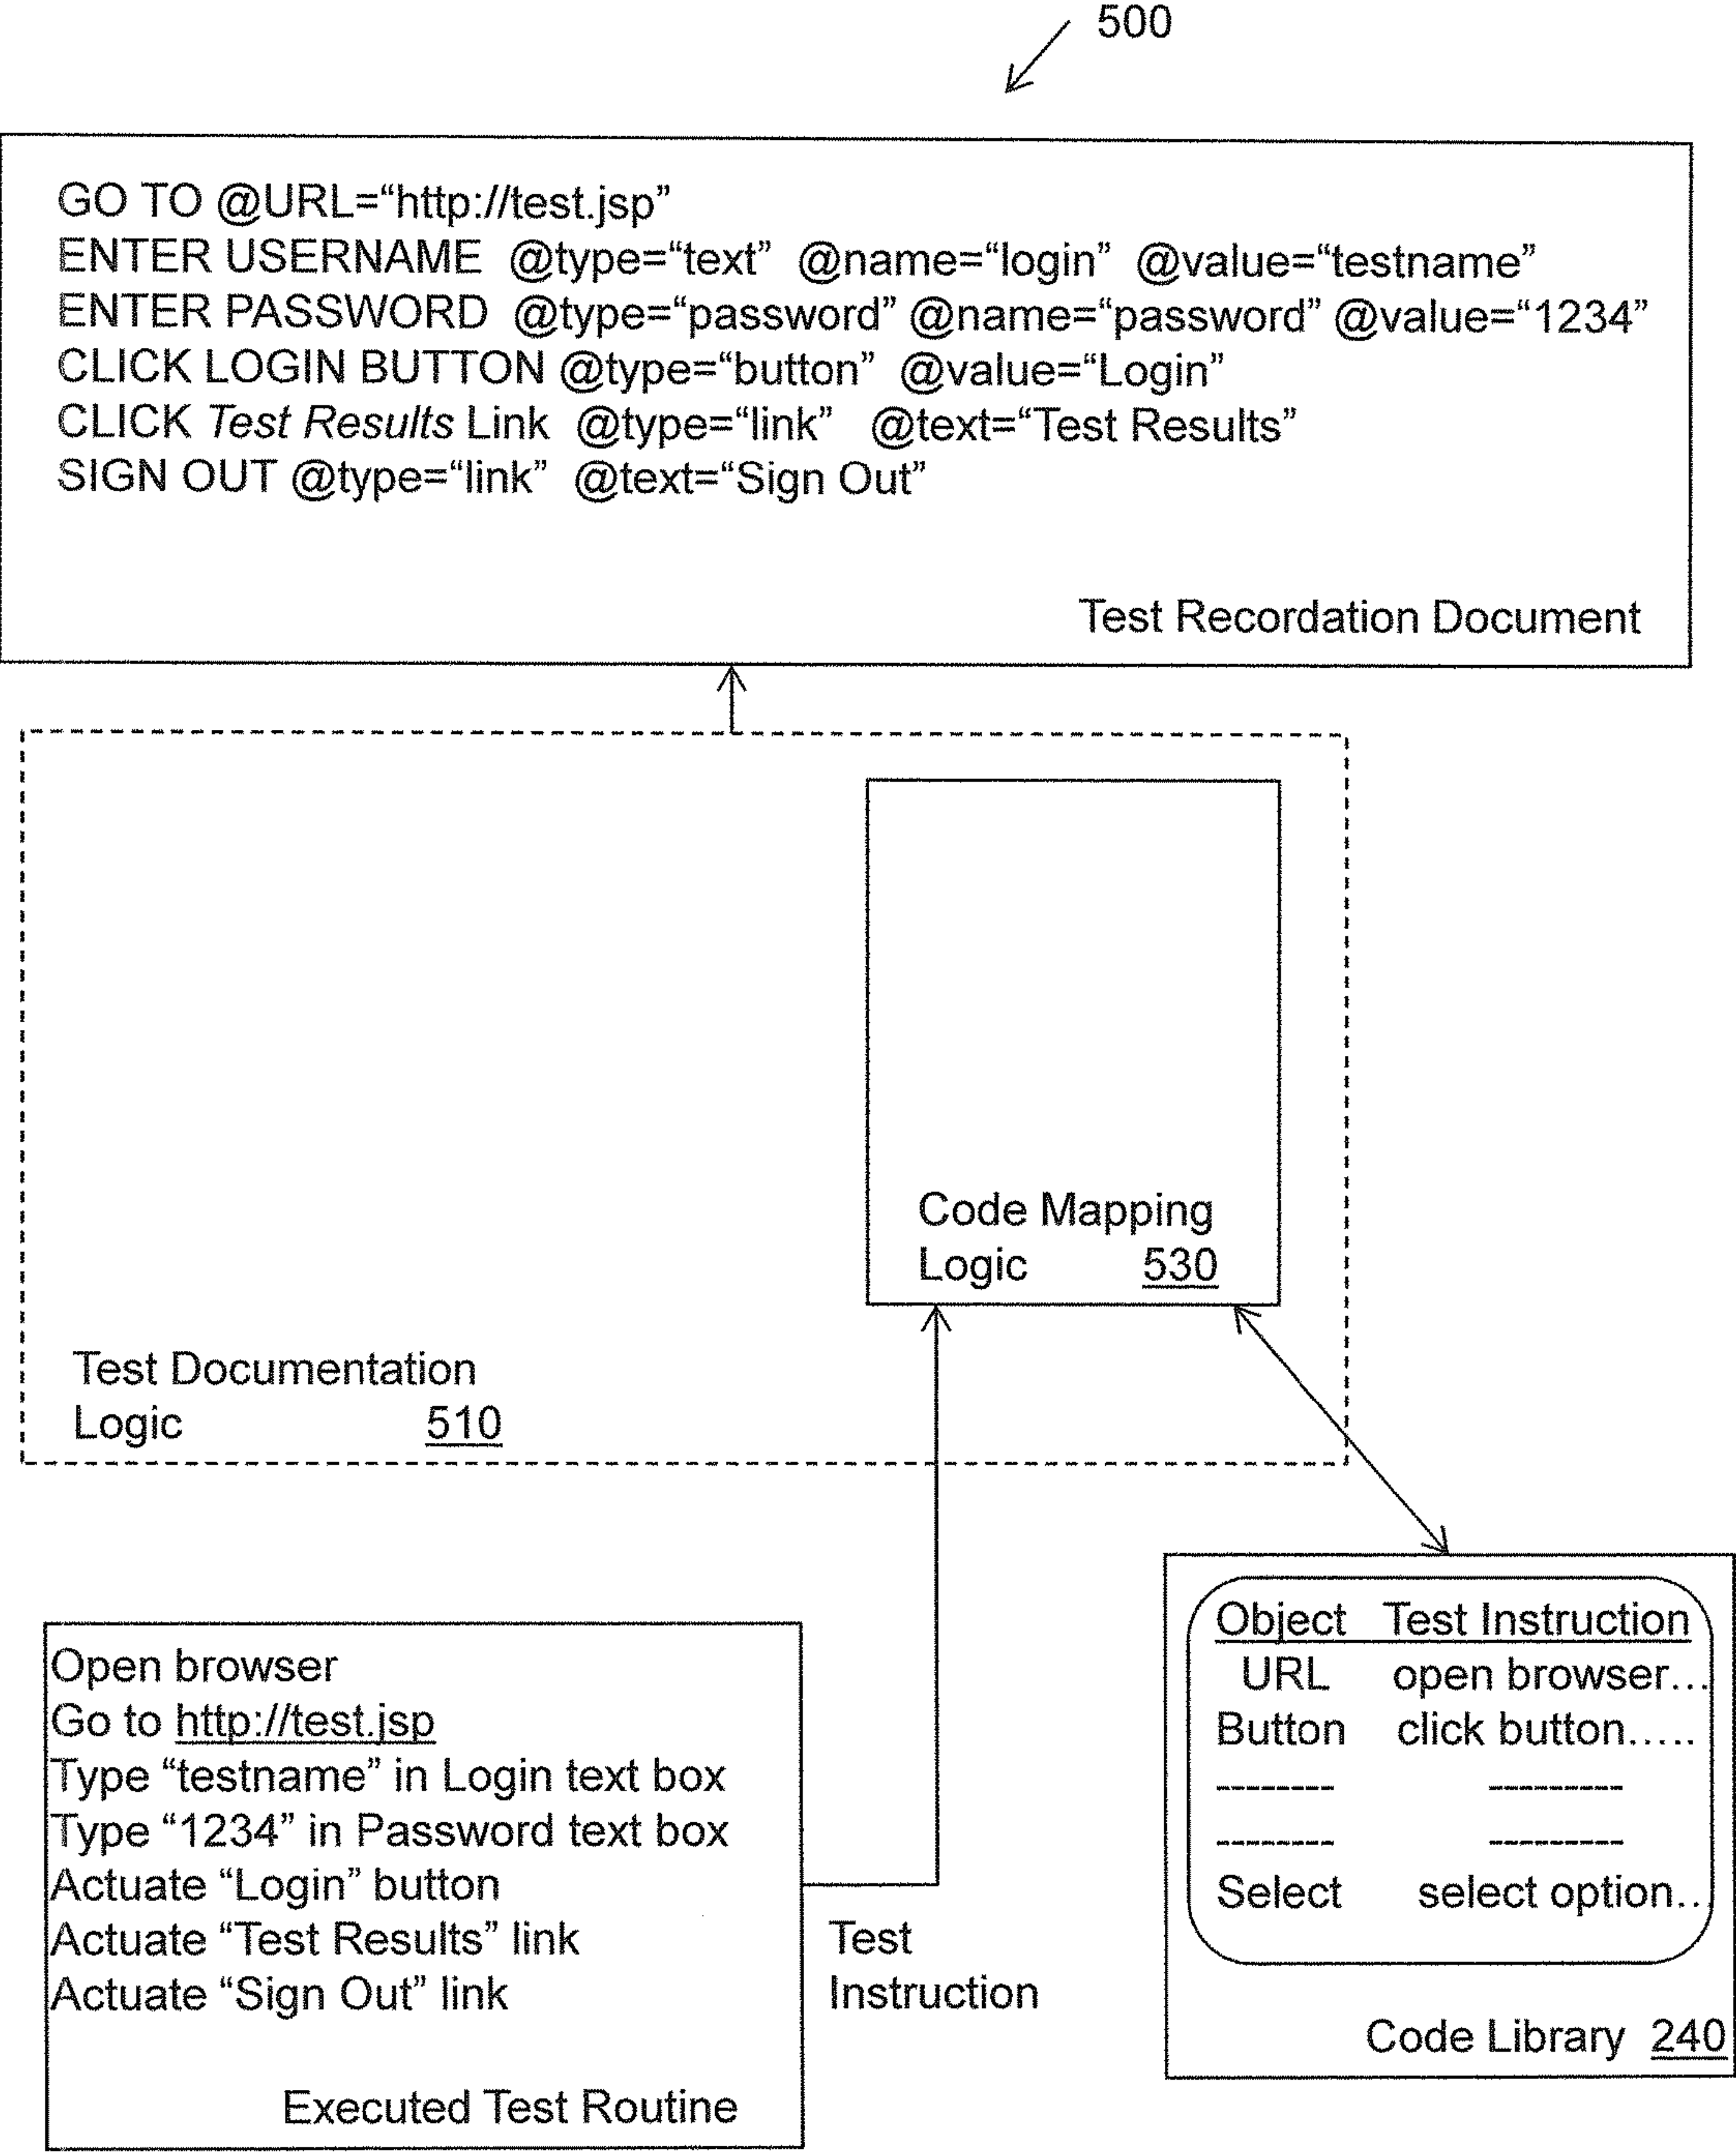 500
GO TO @URL=“http://test.jsp”
ENTER USERNAME @type=“text” @name=“login” @value=“testname”
ENTER PASSWORD @type=“password” @name=“password” @value=“1234”
CLICK LOGIN BUTTON @type=“button” @value=“Login”
CLICK Test Results Link @type=“link” @text=“Test Results”
SIGN OUT @type=“link” @text=“Sign Out”
Test Recordation Document
Code Mapping
Logic 530
Test Documentation
Logic 510
Open browser
Go to http://test.jsp
Type “testname” in Login text box
Type “1234” in Password text box
Actuate “Login” button
Actuate “Test Results” link
Actuate “Sign Out” link
Executed Test Routine
Test
Instruction
Object Test Instruction
URL open browser...
Button click button.....
-------- ---------
-------- ---------
Select select option...
Code Library 240